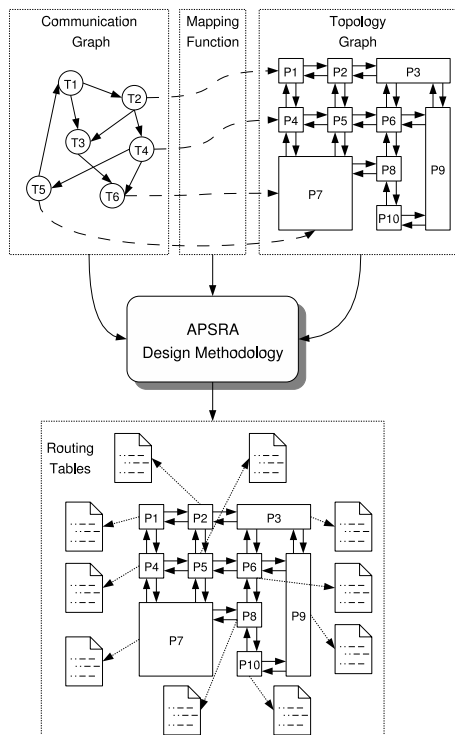 Communication
Graph
Mapping
Function
Topology
Graph
T1
T2
T3
T4
T5
T6
P1
P2
P3
P4
P5
P6
P7
P8
P9
P10
APSRA
Design Methodology
Routing
Tables
P1
P2
P3
P4
P5
P6
P7
P8
P9
P10